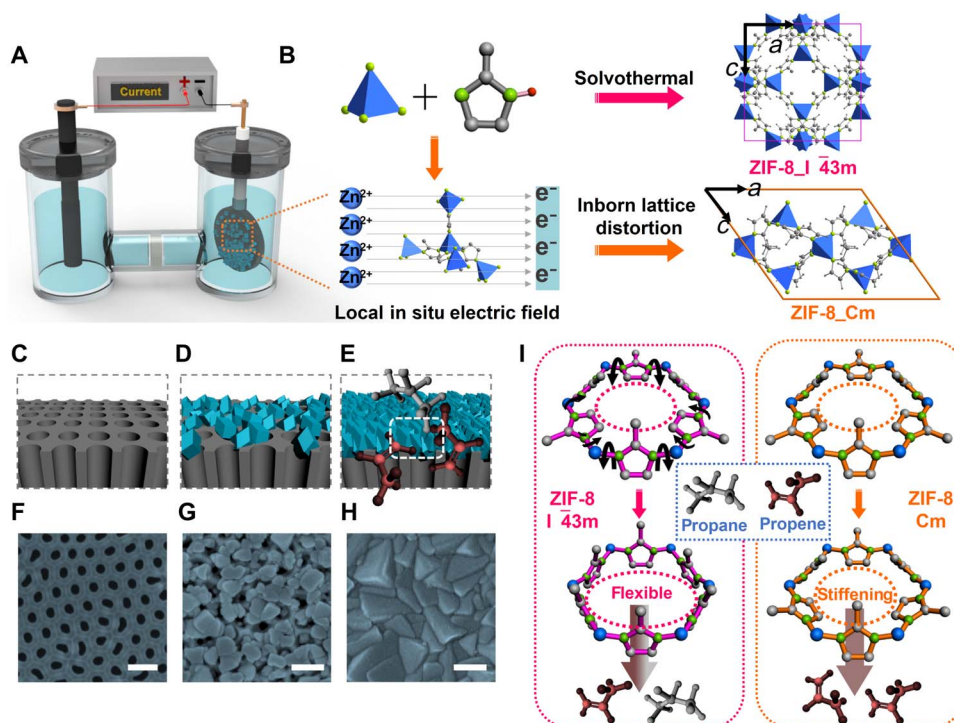 A
Current
+ -
B
+
Solvothermal
a
c
ZIF-8_I 4̄3m
Zn2+
e-
Zn2+
e-
Zn2+
e-
Zn2+
e-
Zn2+
e-
Local in situ electric field
Inborn lattice
distortion
a
c
ZIF-8_Cm
C
D
E
F
G
H
I
ZIF-8
I 4̄3m
Propane
Propene
ZIF-8
Cm
Flexible
Stiffening